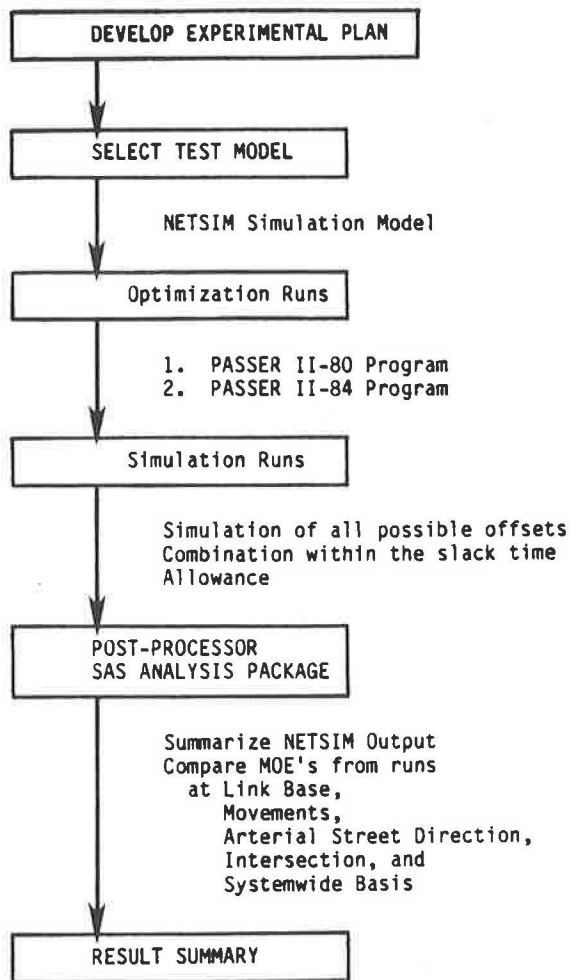 DEVELOP EXPERIMENTAL PLAN
SELECT TEST MODEL
NETSIM Simulation Model
Optimization Runs
1. PASSER II-80 Program
2. PASSER II-84 Program
Simulation Runs
Simulation of all possible offsets
Combination within the slack time
Allowance
POST-PROCESSOR
SAS ANALYSIS PACKAGE
Summarize NETSIM Output
Compare MOE's from runs
at Link Base,
Movements,
Arterial Street Direction,
Intersection, and
Systemwide Basis
RESULT SUMMARY